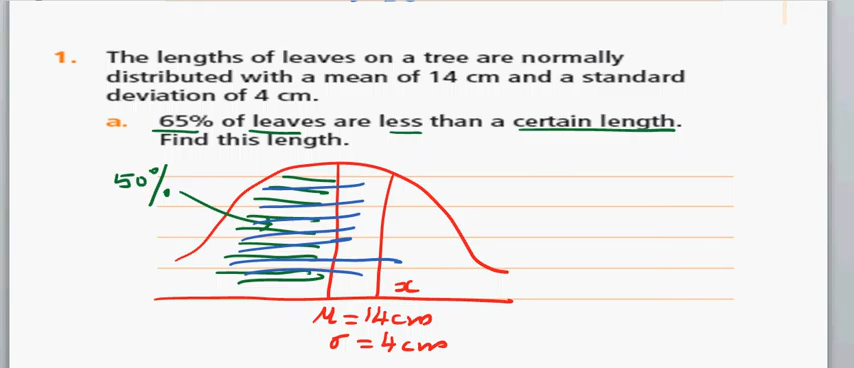 1. The lengths of leaves on a tree are normally
distributed with a mean of 14 cm and a standard
deviation of 4 cm.
a. 65% of leaves are less than a certain length.
Find this length.
50%
x
μ = 14cm
σ = 4cm